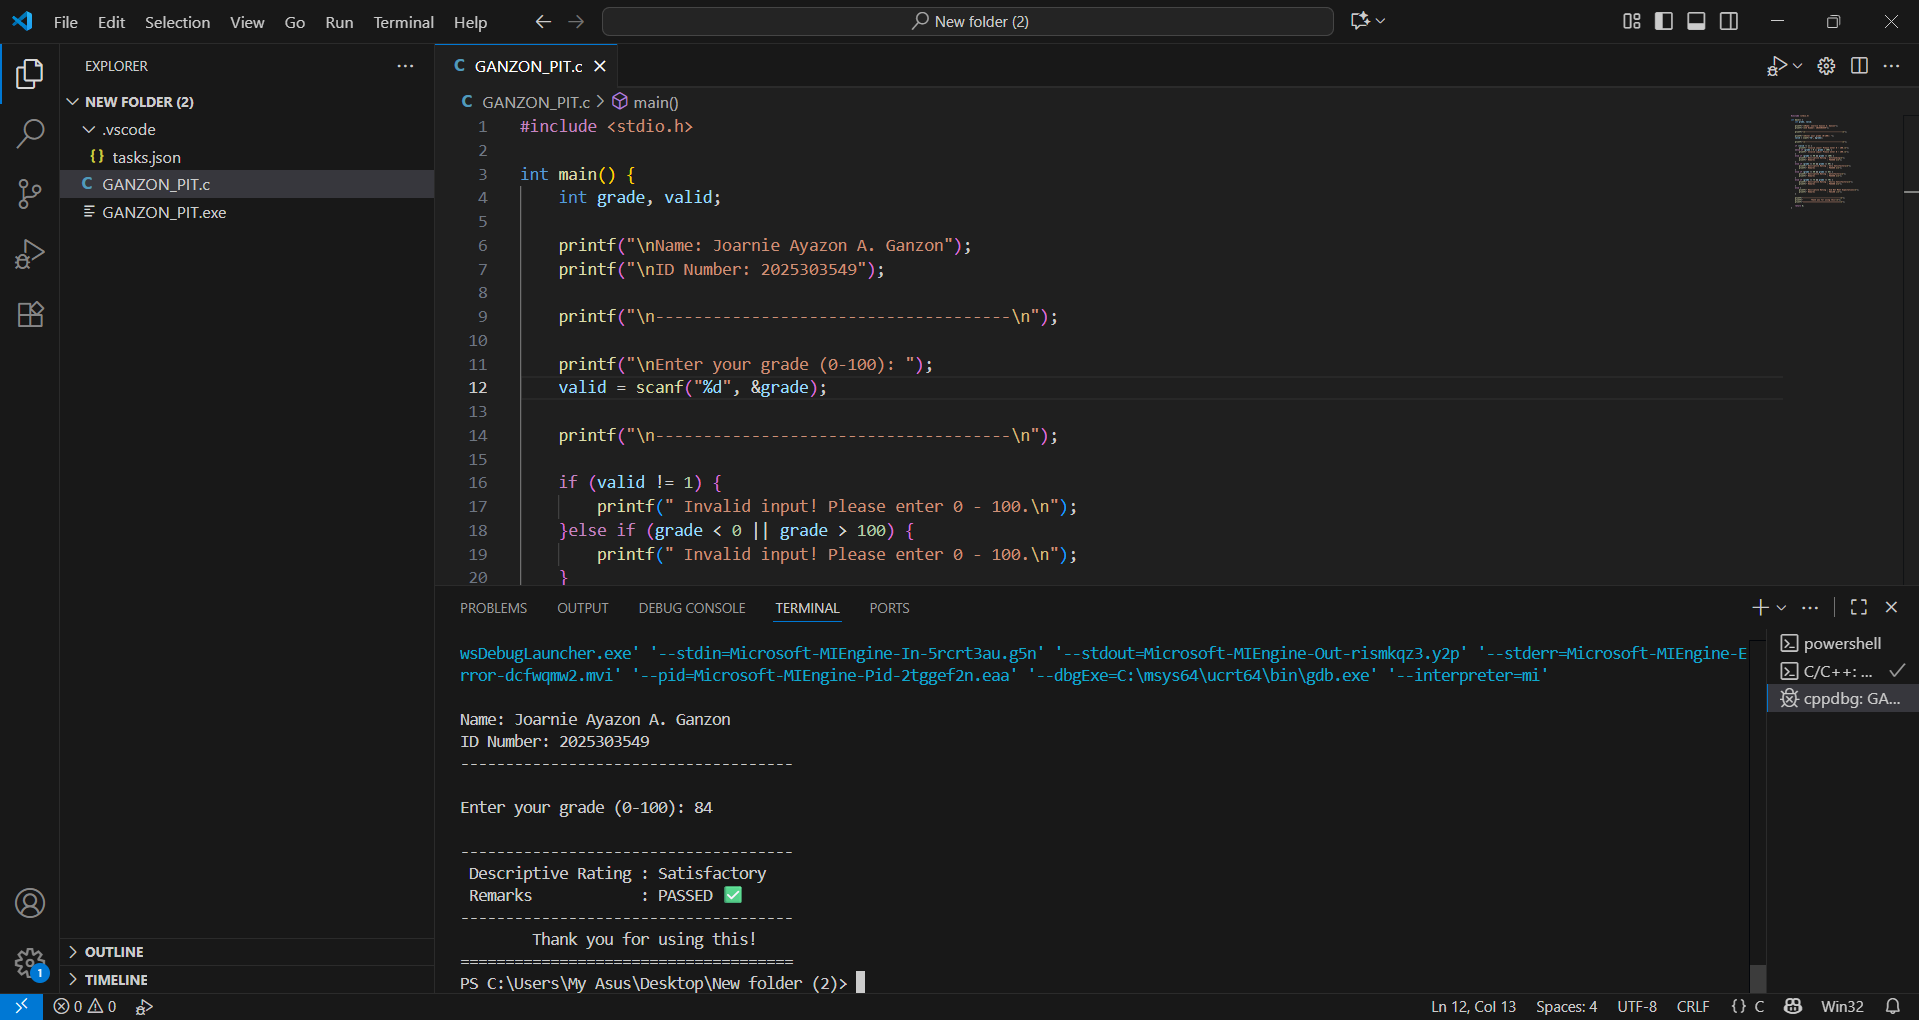 File Edit Selection View Go Run Terminal Help
New folder (2)
EXPLORER
NEW FOLDER (2)
.vscode
{} tasks.json
C GANZON_PIT.c
GANZON_PIT.exe
OUTLINE
TIMELINE
C GANZON_PIT.c
C GANZON_PIT.c > main()
1 #include <stdio.h>
2
3 int main() {
4     int grade, valid;
5
6     printf("\nName: Joarnie Ayazon A. Ganzon");
7     printf("\nID Number: 2025303549");
8
9     printf("\n-------------------------------------\n");
10
11     printf("\nEnter your grade (0-100): ");
12     valid = scanf("%d", &grade);
13
14     printf("\n-------------------------------------\n");
15
16     if (valid != 1) {
17         printf(" Invalid input! Please enter 0 - 100.\n");
18     }else if (grade < 0 || grade > 100) {
19         printf(" Invalid input! Please enter 0 - 100.\n");
20     }
PROBLEMS OUTPUT DEBUG CONSOLE TERMINAL PORTS
wsDebugLauncher.exe' '--stdin=Microsoft-MIEngine-In-5rcrt3au.g5n' '--stdout=Microsoft-MIEngine-Out-rismkqz3.y2p' '--stderr=Microsoft-MIEngine-E
rror-dcfwqmw2.mvi' '--pid=Microsoft-MIEngine-Pid-2tggef2n.eaa' '--dbgExe=C:\msys64\ucrt64\bin\gdb.exe' '--interpreter=mi'
Name: Joarnie Ayazon A. Ganzon
ID Number: 2025303549
-------------------------------------
Enter your grade (0-100): 84
-------------------------------------
Descriptive Rating : Satisfactory
Remarks : PASSED ✅
-------------------------------------
Thank you for using this!
=====================================
PS C:\Users\My Asus\Desktop\New folder (2)>
powershell
C/C++: ...
cppdbg: GA...
1
0 0
Ln 12, Col 13 Spaces: 4 UTF-8 CRLF {} C Win32